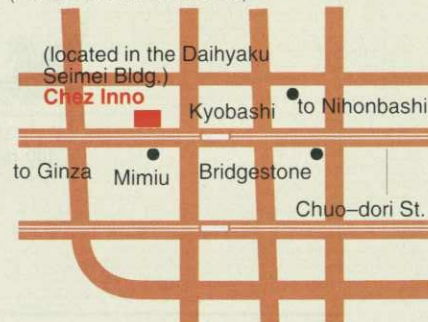 (located in the Daihyaku
Seimei Bldg.)
Chez Inno
Kyobashi
to Nihonbashi
to Ginza
Mimiu
Bridgestone
Chuo–dori St.